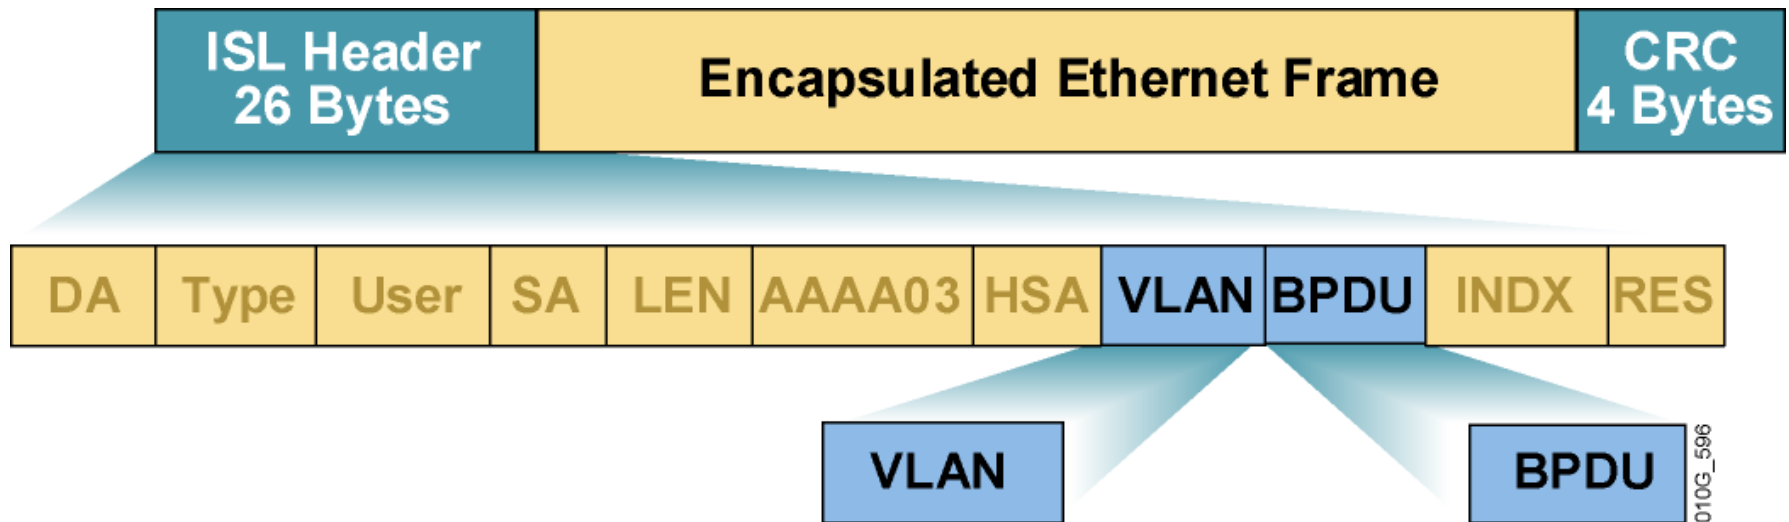 ISL Header
26 Bytes
Encapsulated Ethernet Frame
CRC
4 Bytes
DA Type User SA LEN AAAA03 HSA VLAN BPDU INDX RES
VLAN
BPDU
010G_596